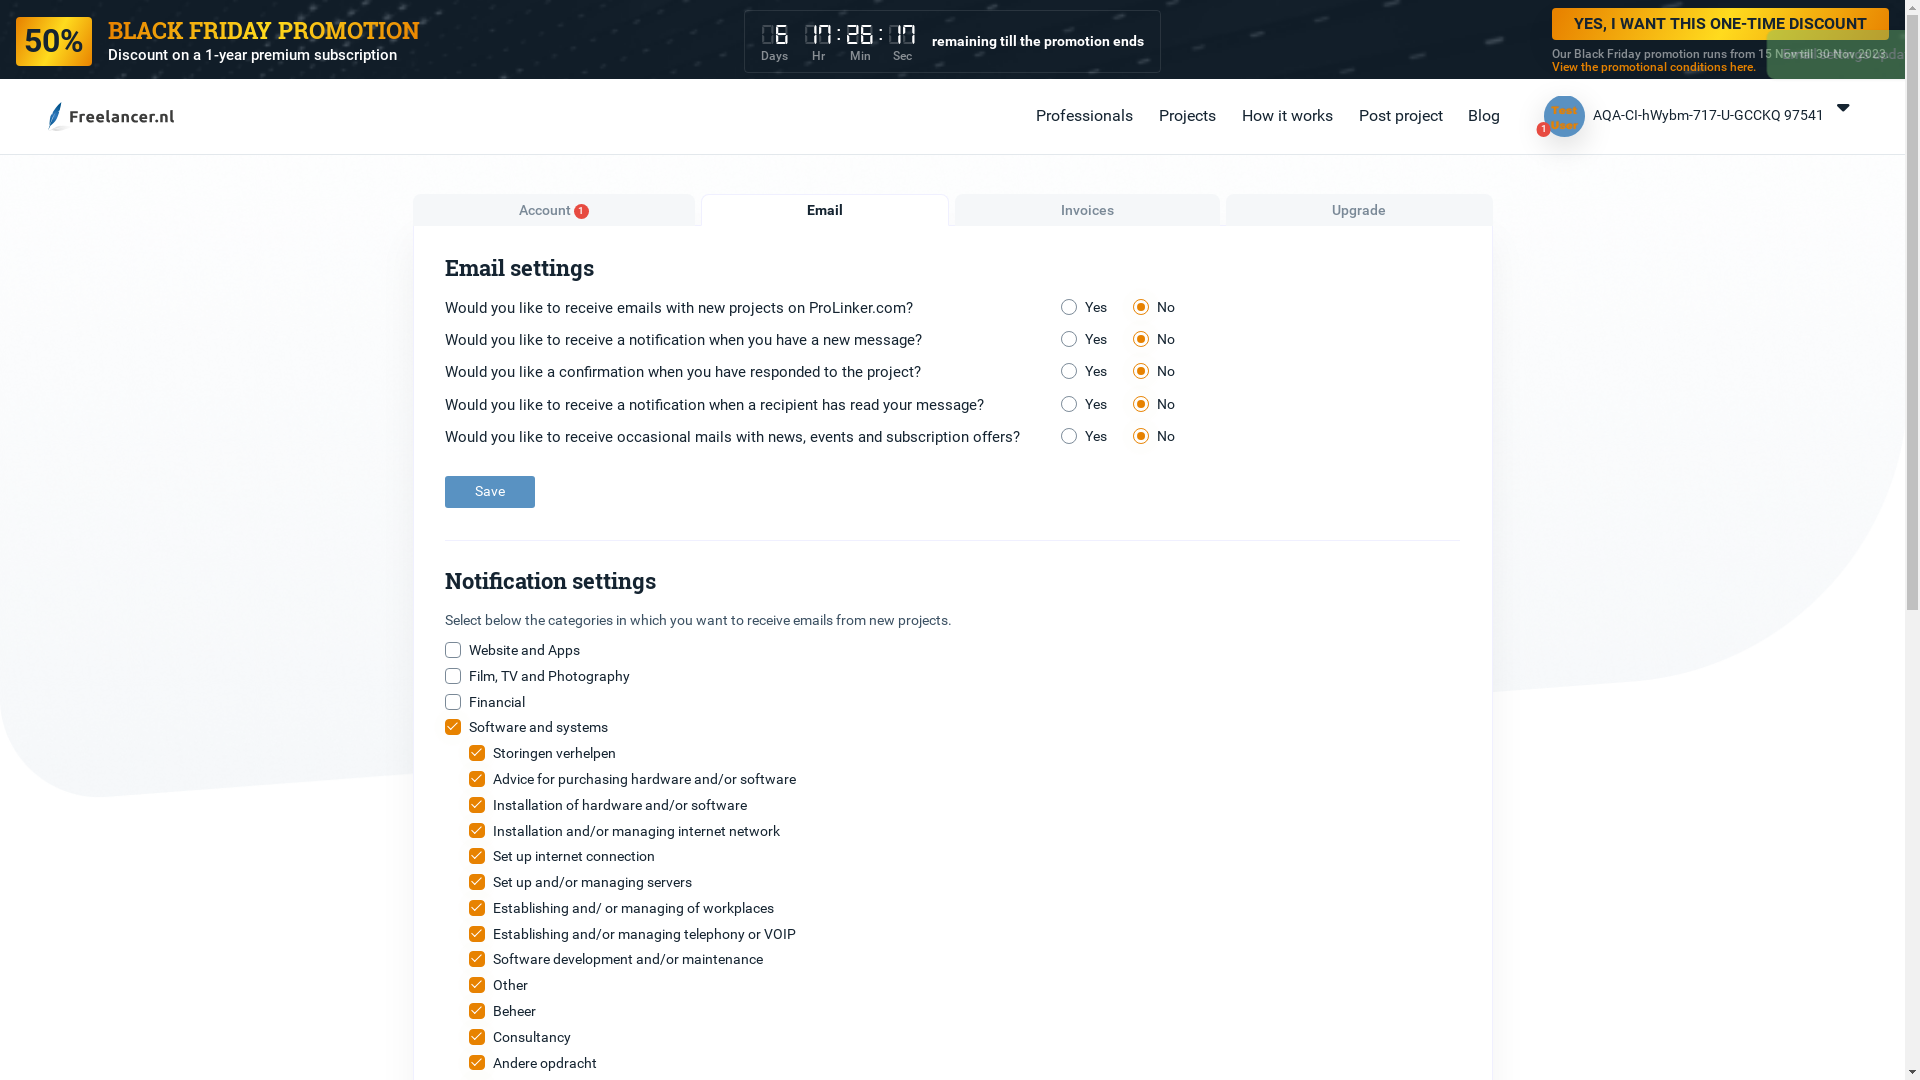 50%
BLACK FRIDAY PROMOTION
Discount on a 1-year premium subscription
6 17 : 26 : 17
Days Hr Min Sec
remaining till the promotion ends
YES, I WANT THIS ONE-TIME DISCOUNT
Our Black Friday promotion runs from 15 Nov till 30 Nov 2023.
View the promotional conditions here.
Freelancer.nl
Professionals Projects How it works Post project Blog
Test User
1
AQA-CI-hWybm-717-U-GCCKQ 97541
Account 1 Email Invoices Upgrade
Email settings
Would you like to receive emails with new projects on ProLinker.com? Yes No
Would you like to receive a notification when you have a new message? Yes No
Would you like a confirmation when you have responded to the project? Yes No
Would you like to receive a notification when a recipient has read your message? Yes No
Would you like to receive occasional mails with news, events and subscription offers? Yes No
Save
Notification settings
Select below the categories in which you want to receive emails from new projects.
Website and Apps
Film, TV and Photography
Financial
Software and systems
Storingen verhelpen
Advice for purchasing hardware and/or software
Installation of hardware and/or software
Installation and/or managing internet network
Set up internet connection
Set up and/or managing servers
Establishing and/ or managing of workplaces
Establishing and/or managing telephony or VOIP
Software development and/or maintenance
Other
Beheer
Consultancy
Andere opdracht